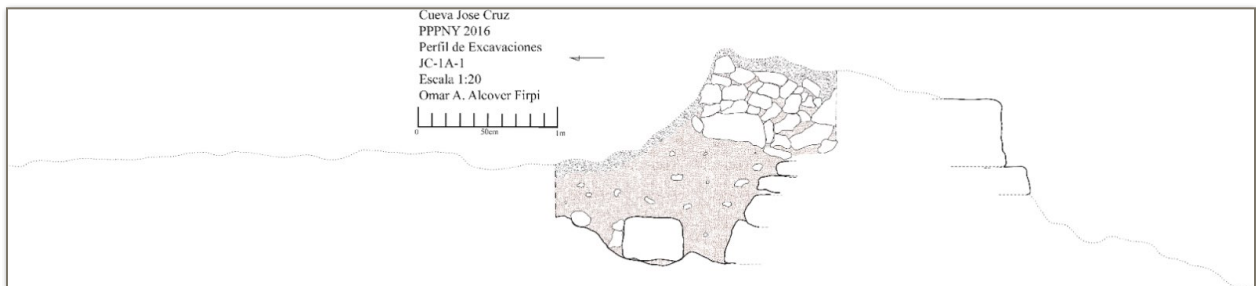 Cueva Jose Cruz
PPPNY 2016
Perfil de Excavaciones
JC-1A-1
Escala 1:20
Omar A. Alcover Firpi
0 50cm 1m